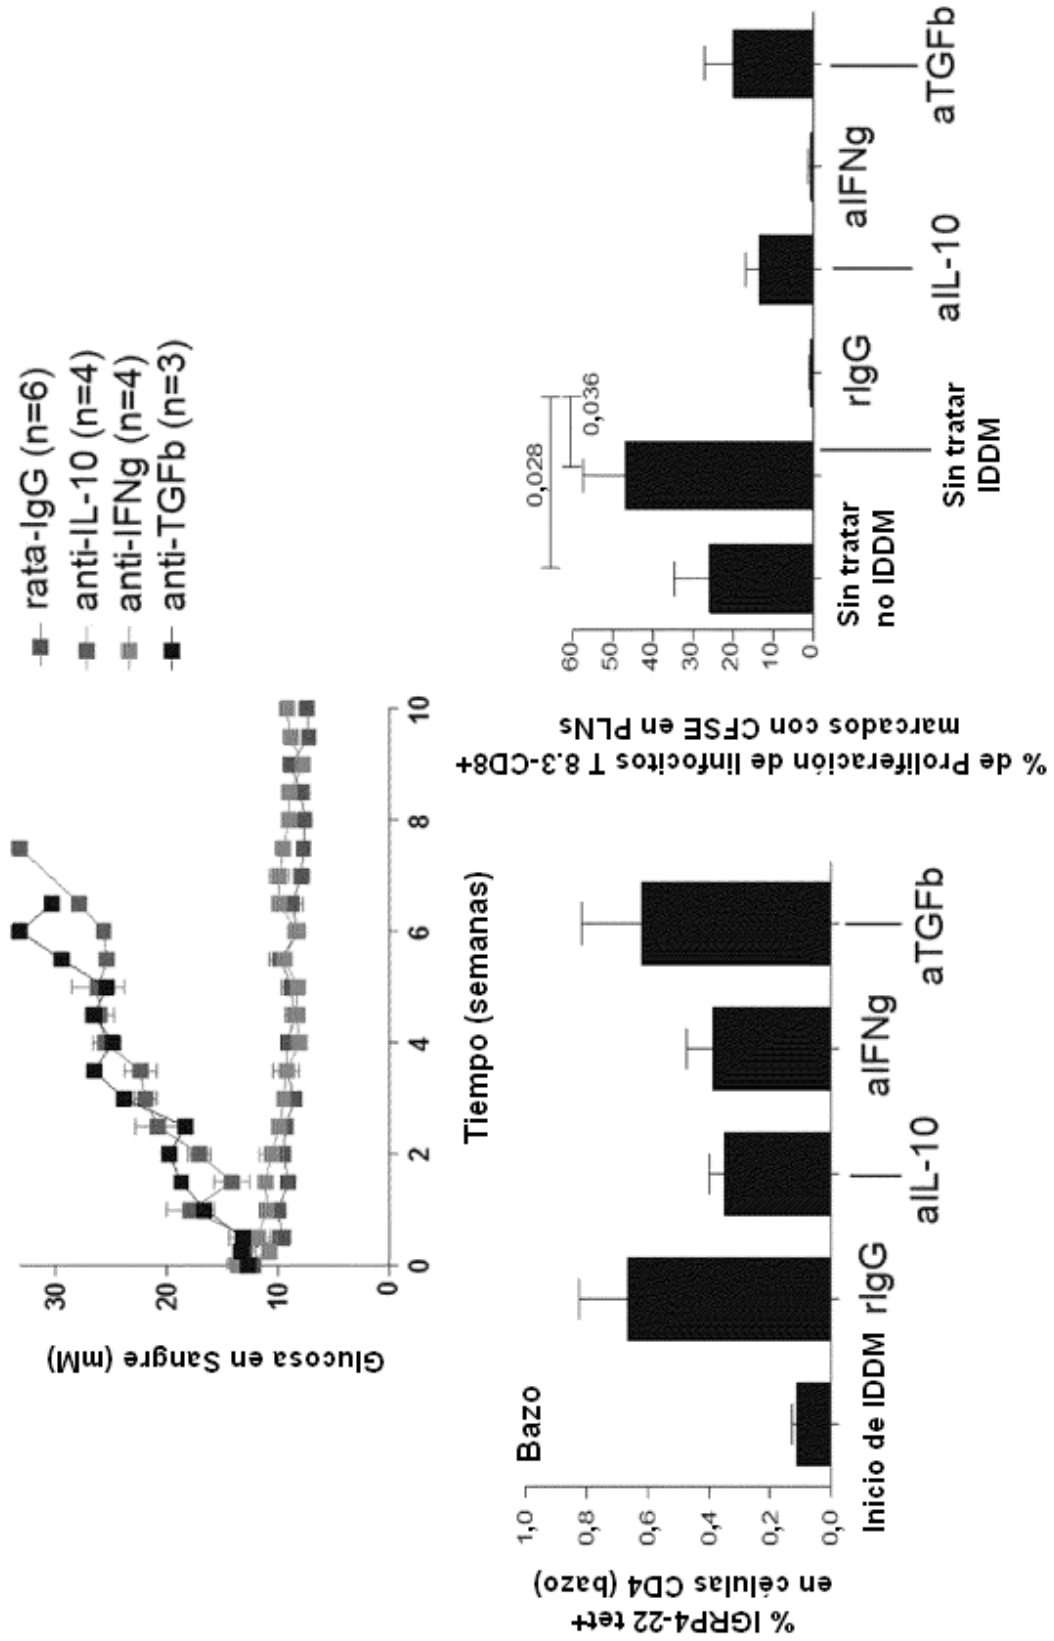 rata-IgG (n=6)
anti-IL-10 (n=4)
anti-IFNg (n=4)
anti-TGFb (n=3)
Glucosa en Sangre (mM)
30
20
10
0
0 2 4 6 8 10
Tiempo (semanas)
% IGRP4-22 tet+
en células CD4 (bazo)
1,0
0,8
0,6
0,4
0,2
0,0
Bazo
Inicio de IDDM rIgG aIL-10 aIFNg aTGFb
% de Proliferación de linfocitos T 8.3-CD8+
marcados con CFSE en PLNs
60
50
40
30
20
10
0
0,028
0,036
Sin tratar
no IDDM
Sin tratar
IDDM
rIgG aIL-10 aIFNg aTGFb